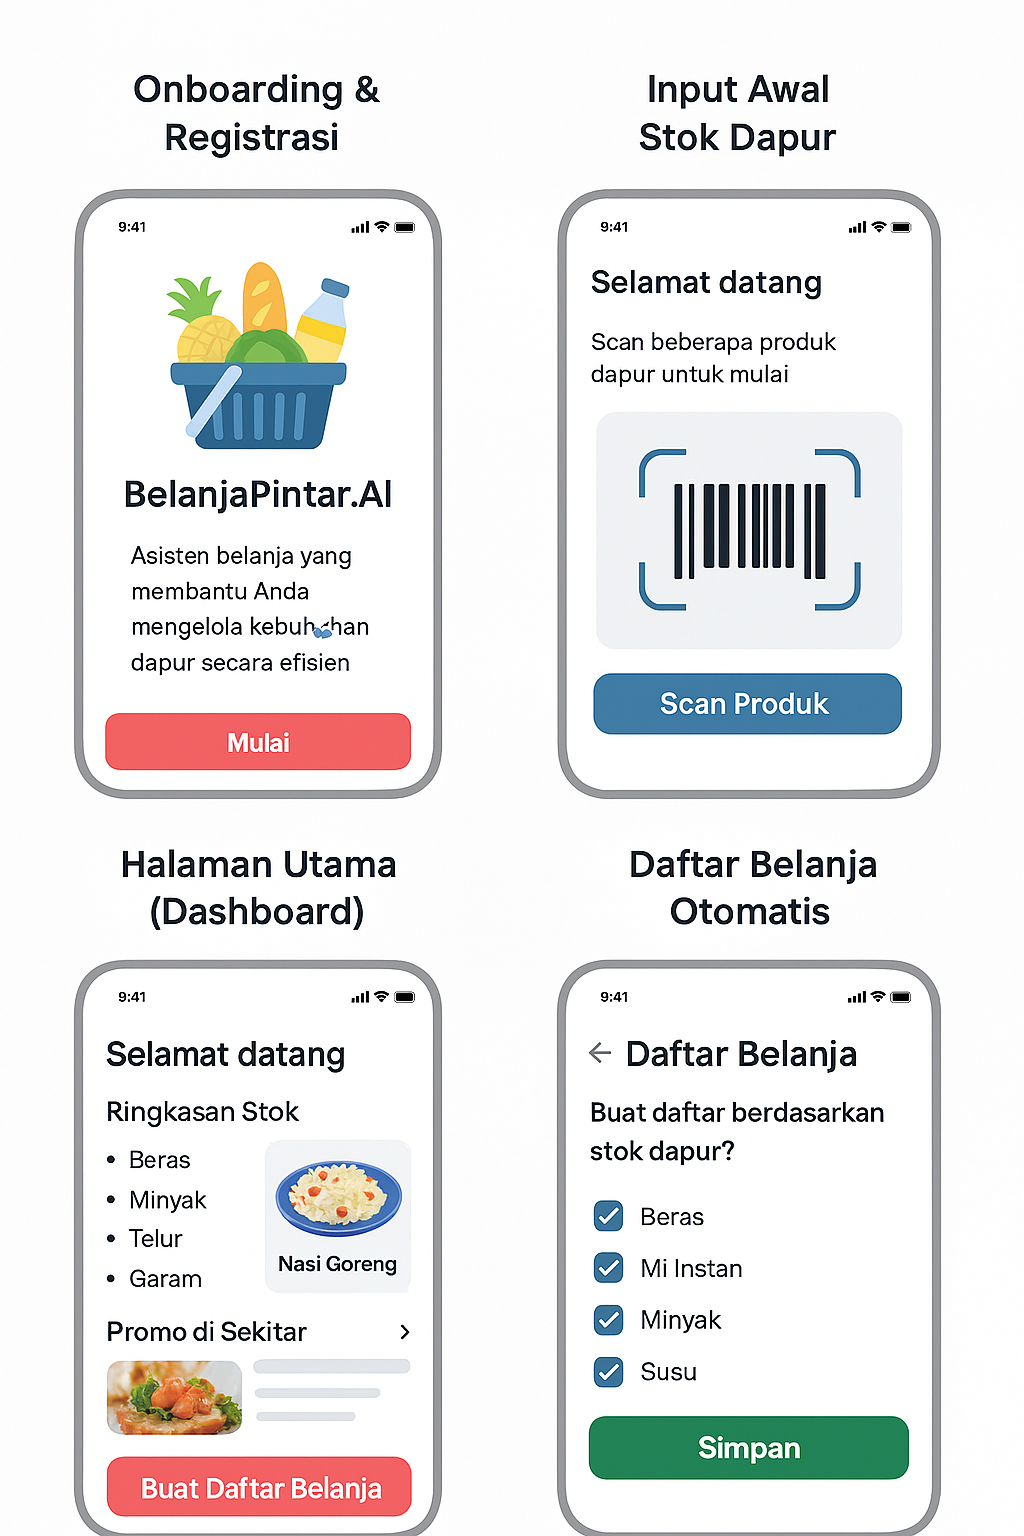 Onboarding &
Registrasi
9:41
BelanjaPintar.AI
Asisten belanja yang
membantu Anda
mengelola
dapur secara efisien
Mulai
Input Awal
Stok Dapur
9:41
Selamat datang
Scan beberapa produk
dapur untuk mulai
Scan Produk
Halaman Utama
(Dashboard)
9:41
Selamat datang
Ringkasan Stok
• Beras
• Minyak
• Telur
• Garam
Nasi Goreng
Promo di Sekitar
Buat Daftar Belanja
Daftar Belanja
Otomatis
9:41
Daftar Belanja
Buat daftar berdasarkan
stok dapur?
Beras
Mi Instan
Minyak
Susu
Simpan